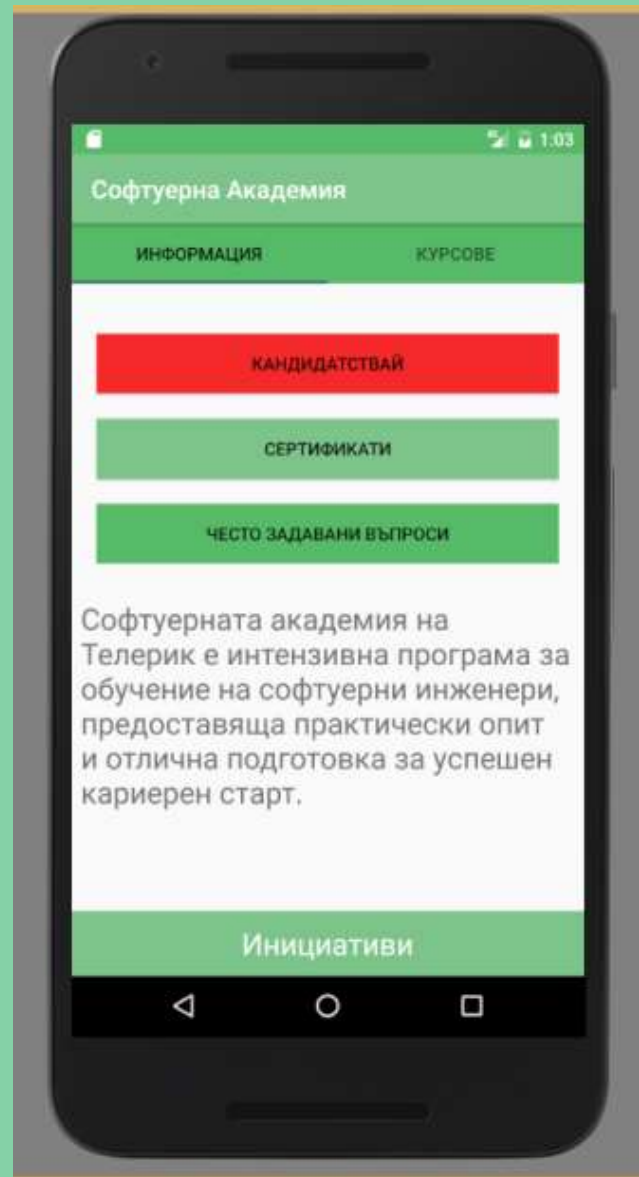 1:03
Софтуерна Академия
ИНФОРМАЦИЯ
КУРСОВЕ
КАНДИДАТСТВАЙ
СЕРТИФИКАТИ
ЧЕСТО ЗАДАВАНИ ВЪПРОСИ
Софтуерната академия на
Телерик е интензивна програма за
обучение на софтуерни инженери,
предоставяща практически опит
и отлична подготовка за успешен
кариерен старт.
Инициативи